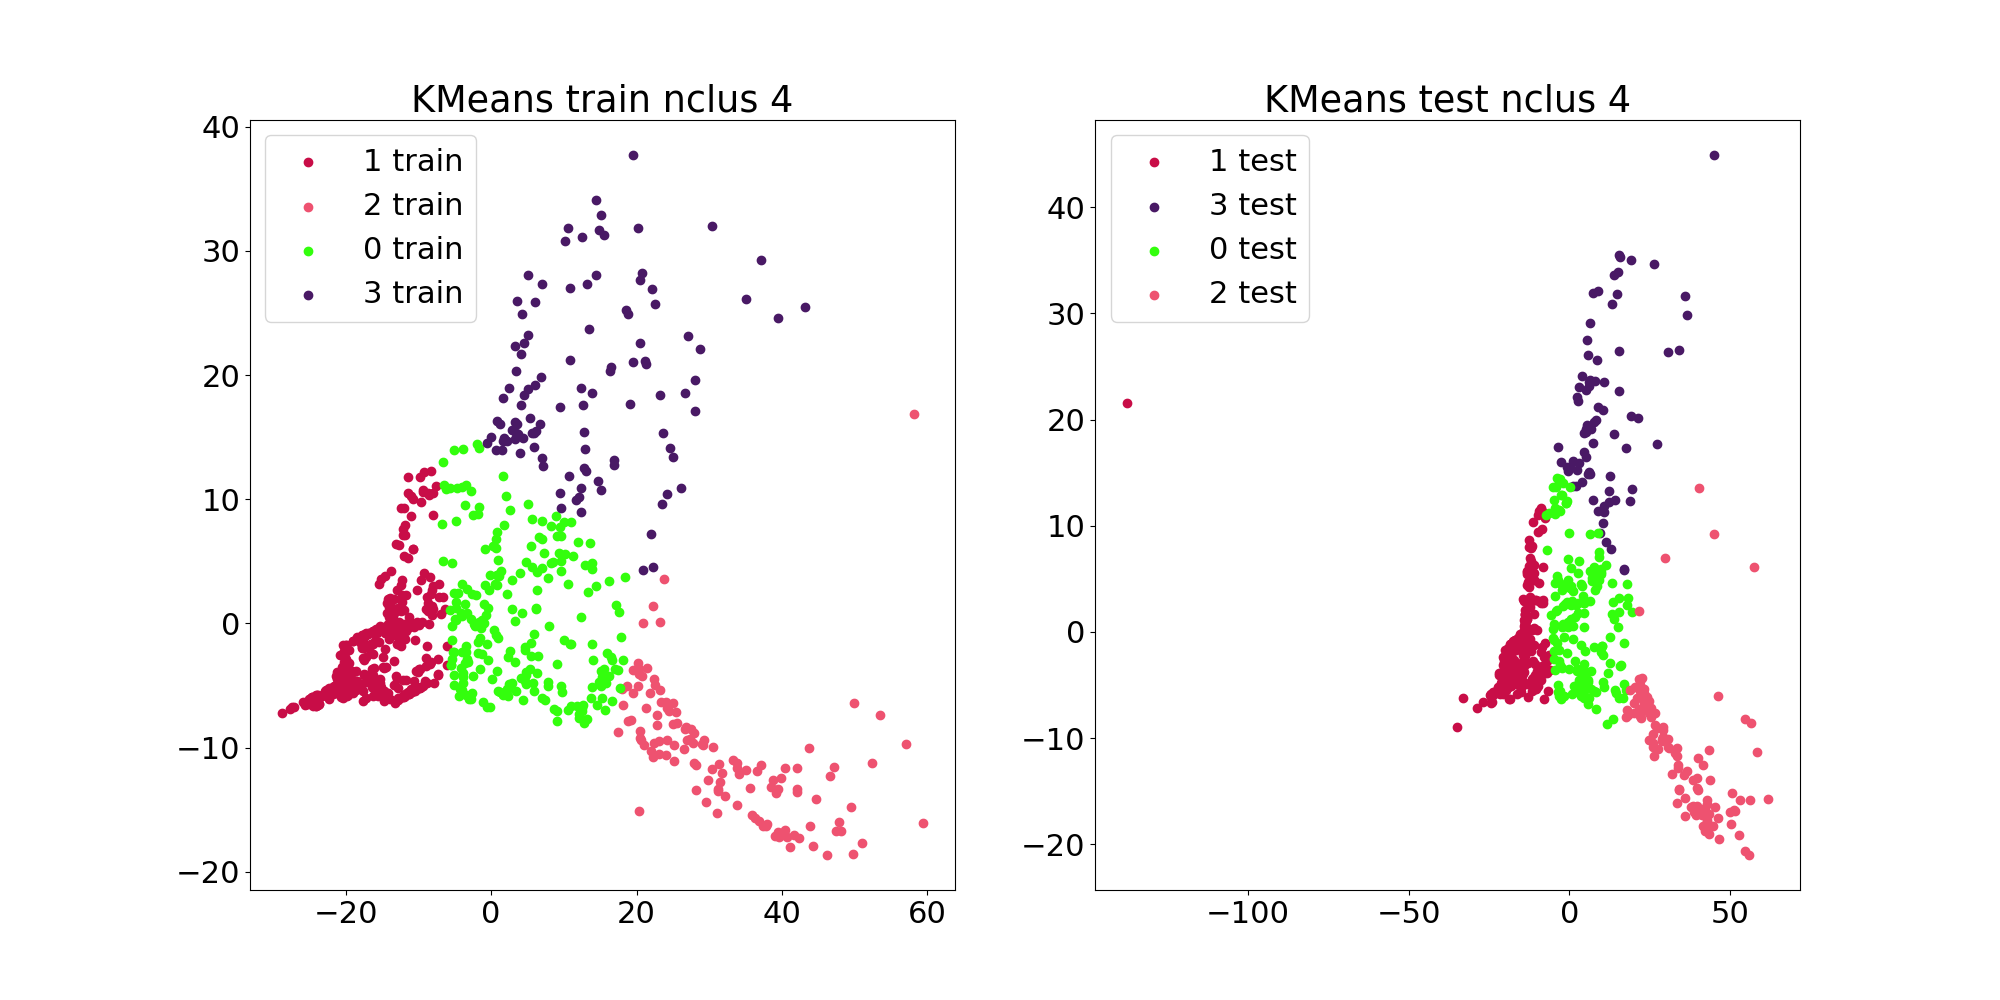 KMeans train nclus 4
40
30
20
10
0
−10
−20
1 train
2 train
0 train
3 train
−20 0 20 40 60
KMeans test nclus 4
40
30
20
10
0
−10
−20
1 test
3 test
0 test
2 test
−100 −50 0 50